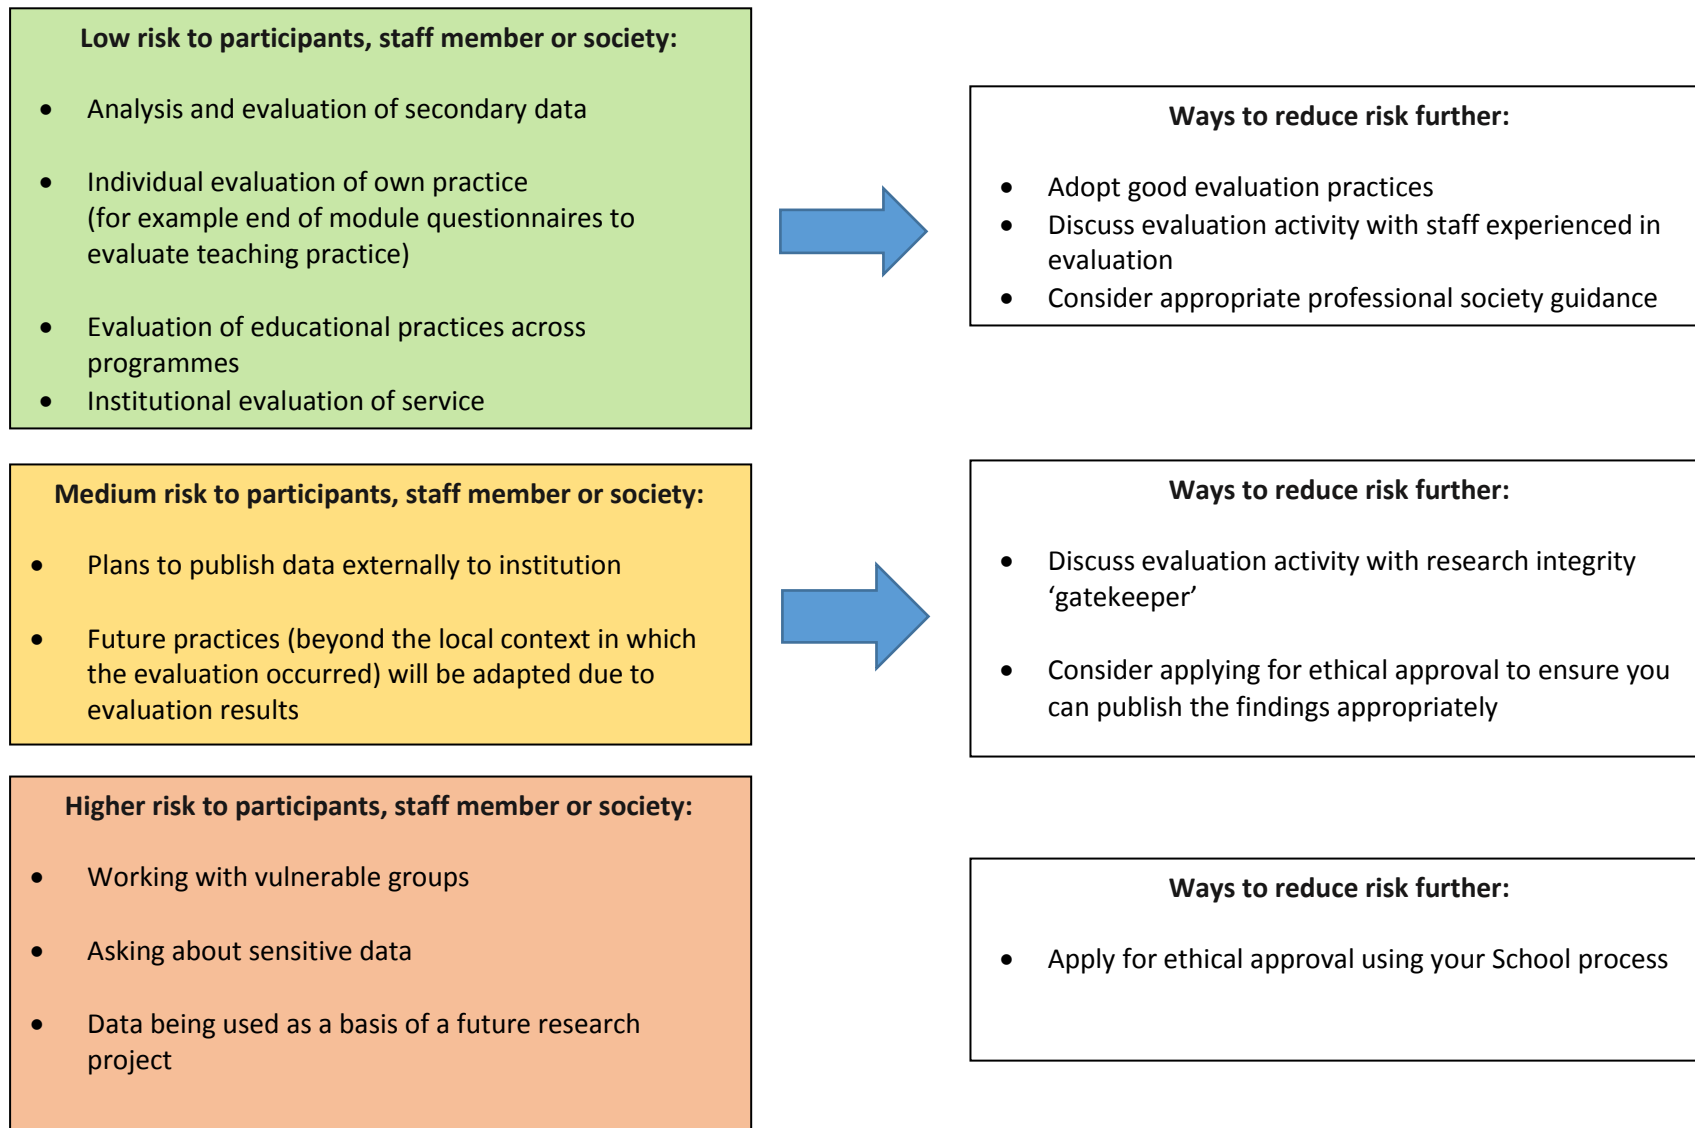 Low risk to participants, staff member or society:
• Analysis and evaluation of secondary data
• Individual evaluation of own practice
(for example end of module questionnaires to
evaluate teaching practice)
• Evaluation of educational practices across
programmes
• Institutional evaluation of service
Ways to reduce risk further:
• Adopt good evaluation practices
• Discuss evaluation activity with staff experienced in
evaluation
• Consider appropriate professional society guidance
Medium risk to participants, staff member or society:
• Plans to publish data externally to institution
• Future practices (beyond the local context in which
the evaluation occurred) will be adapted due to
evaluation results
Ways to reduce risk further:
• Discuss evaluation activity with research integrity
‘gatekeeper’
• Consider applying for ethical approval to ensure you
can publish the findings appropriately
Higher risk to participants, staff member or society:
• Working with vulnerable groups
• Asking about sensitive data
• Data being used as a basis of a future research
project
Ways to reduce risk further:
• Apply for ethical approval using your School process